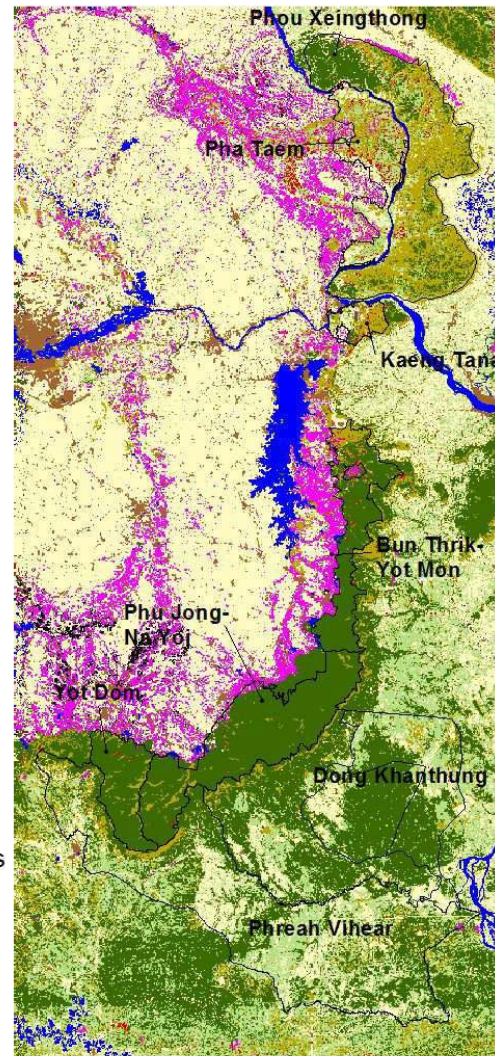 Phou Xeingthong
Pha Taem
Kaeng Tana
Bun Thrik-
Yot Mon
Phu Jong-
Na Yoi
Yot Dom
Dong Khanthung
s
Phreah Vihear